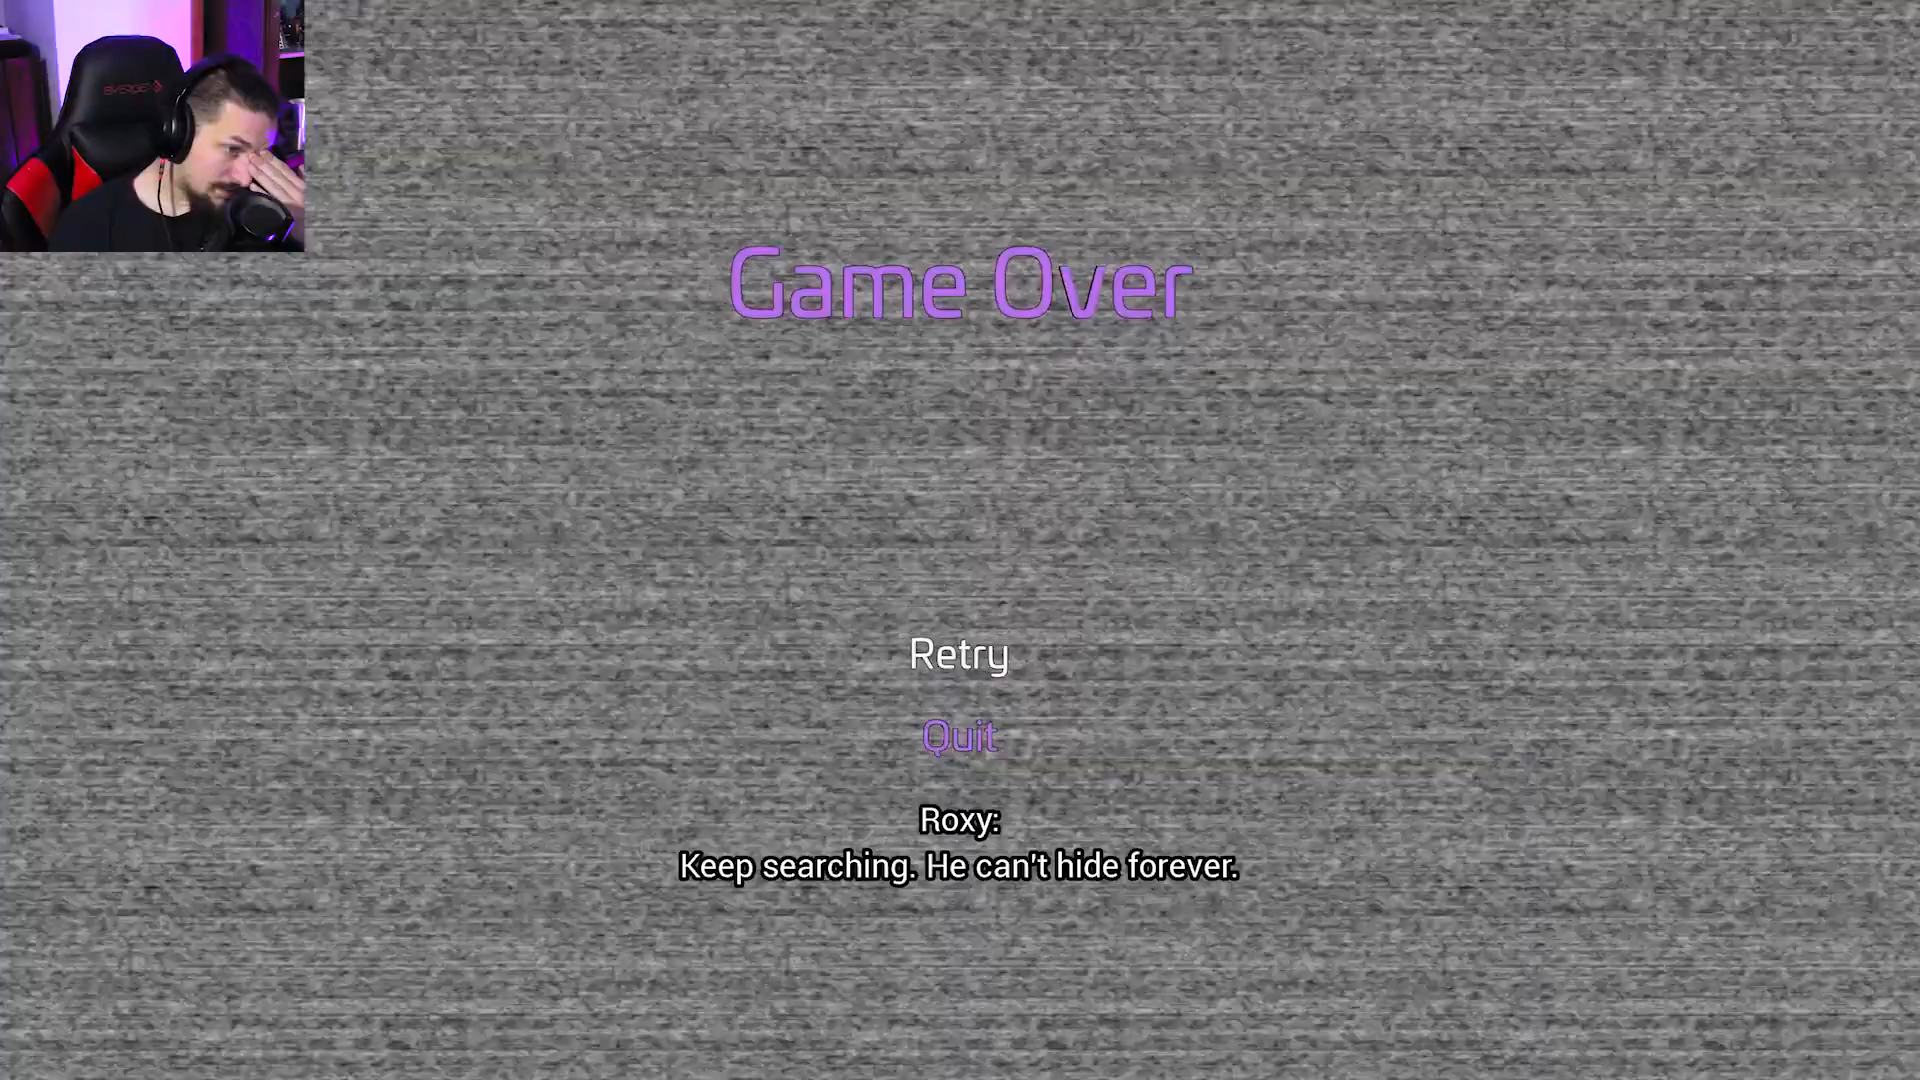 Game Over
Retry
Quit
Roxy:
Keep searching. He can't hide forever.